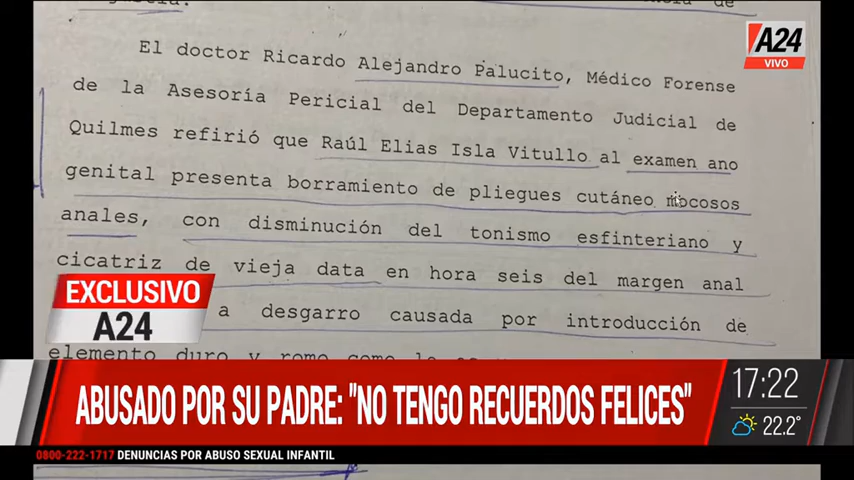 El doctor Ricardo Alejandro Palucito, Médico Forense
de la Asesoría Pericial del Departamento Judicial de
Quilmes refirió que Raúl Elias Isla Vitullo al examen ano
genital presenta borramiento de pliegues cutáneo mocosos
anales, con disminución del tonismo esfinteriano y
cicatriz de vieja data en hora seis del margen anal
a desgarro causada por introducción de
elemento duro y romo como
A24
VIVO
EXCLUSIVO
A24
ABUSADO POR SU PADRE: "NO TENGO RECUERDOS FELICES"
17:22
22.2°
0800-222-1717 DENUNCIAS POR ABUSO SEXUAL INFANTIL